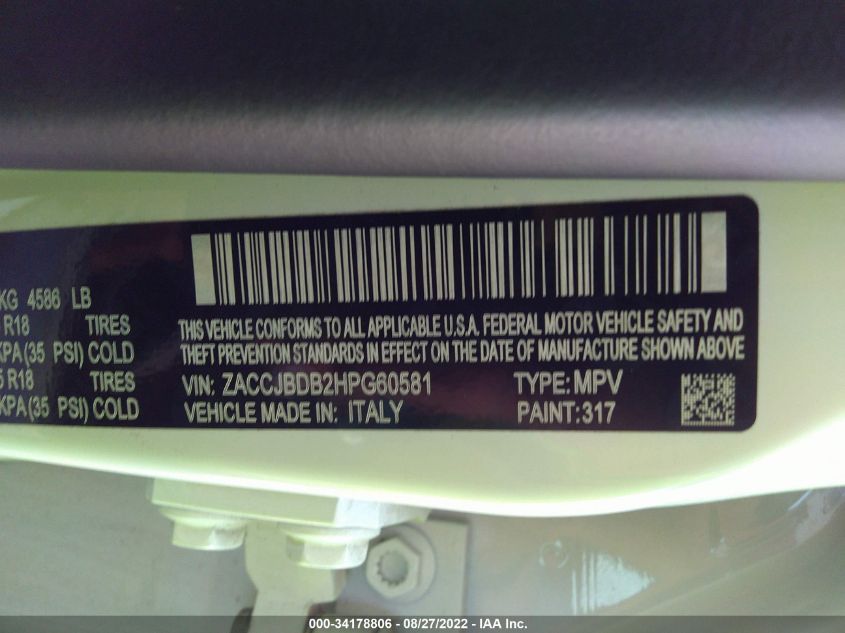 KG 4586 LB
R18 TIRES
KPA(35 PSI) COLD
5 R18 TIRES
KPA(35 PSI) COLD
THIS VEHICLE CONFORMS TO ALL APPLICABLE U.S.A. FEDERAL MOTOR VEHICLE SAFETY AND
THEFT PREVENTION STANDARDS IN EFFECT ON THE DATE OF MANUFACTURE SHOWN ABOVE
VIN: ZACCJBDB2HPG60581 TYPE: MPV
VEHICLE MADE IN: ITALY PAINT:317
000-34178806 - 08/27/2022 - IAA Inc.